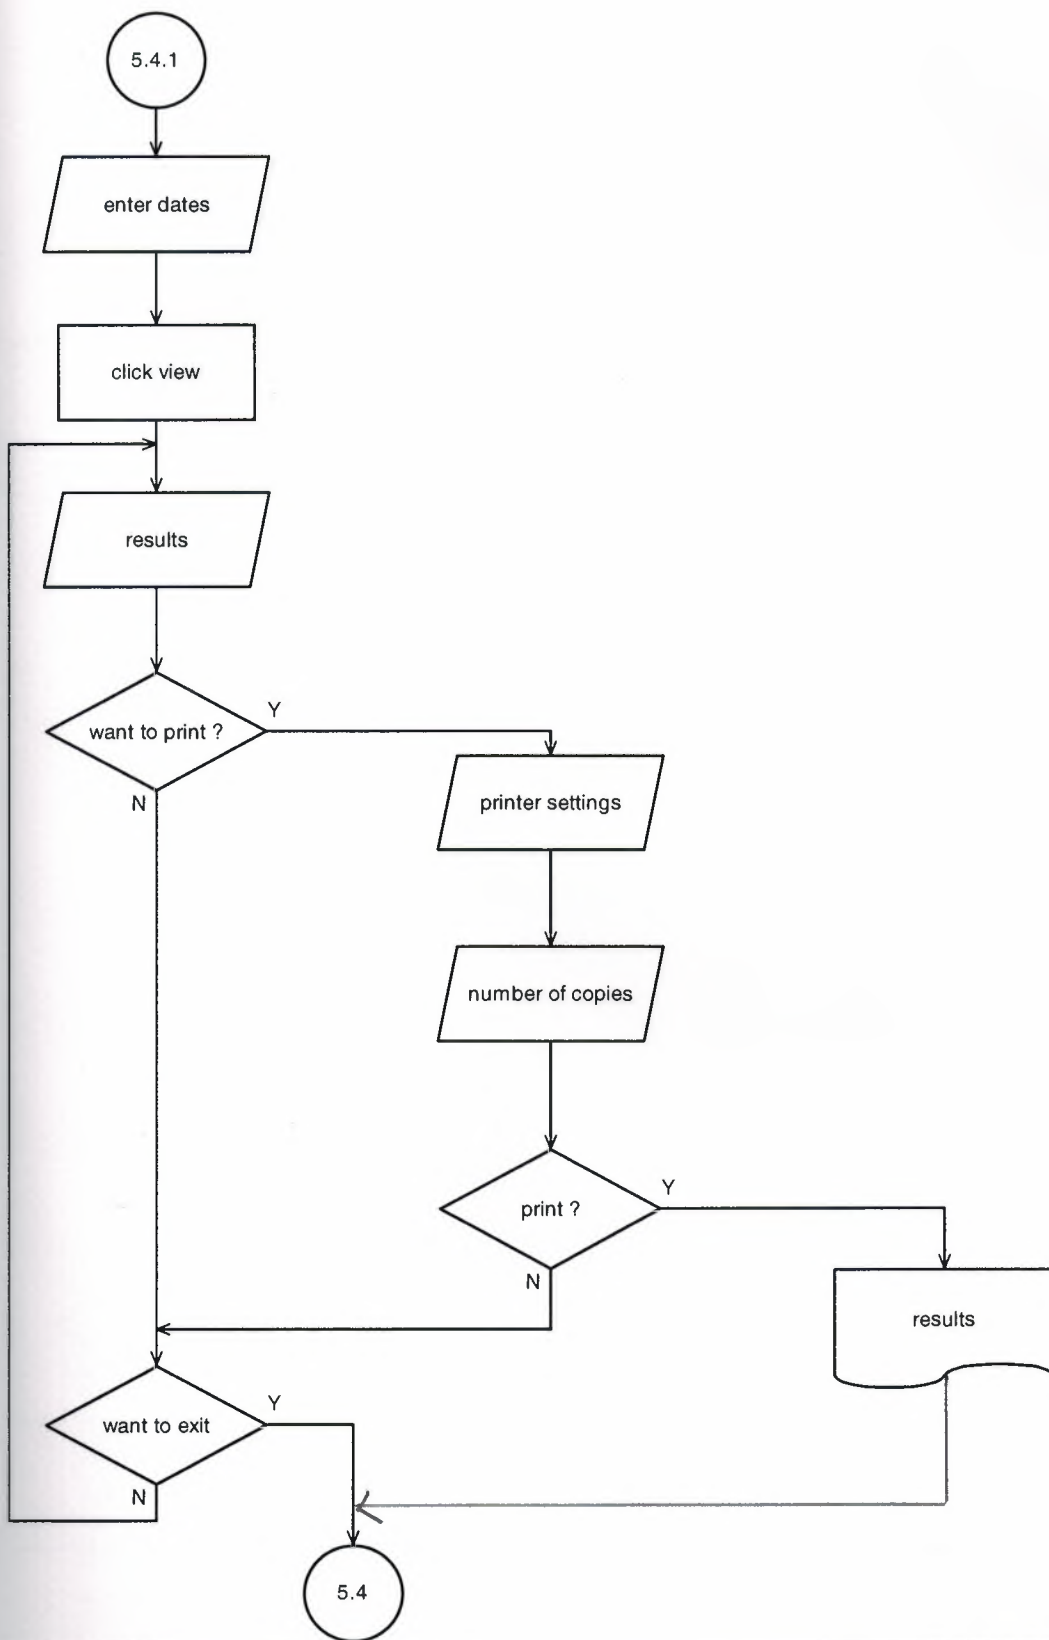 5.4.1
enter dates
click view
results
want to print ?
Y
N
printer settings
number of copies
print ?
Y
N
results
want to exit
Y
N
5.4